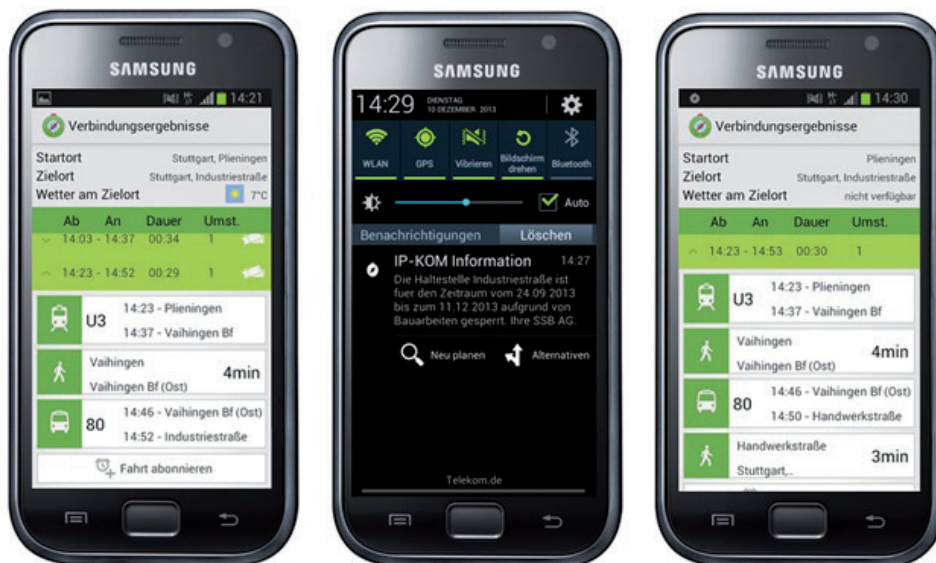 SAMSUNG
14:21
Verbindungsergebnisse
Startort Stuttgart, Plieningen
Zielort Stuttgart, Industriestraße
Wetter am Zielort 7°C
Ab An Dauer Umst.
14:03 - 14:37 00:34 1
14:23 - 14:52 00:29 1
U3
14:23 - Plieningen
14:37 - Vaihingen Bf
Vaihingen
Vaihingen Bf (Ost)
4min
80
14:46 - Vaihingen Bf (Ost)
14:52 - Industriestraße
Fahrt abonnieren
SAMSUNG
14:29 DIENSTAG
10 DEZEMBER 2013
WLAN GPS Vibrieren Bildschirm drehen Bluetooth
Auto
Benachrichtigungen Löschen
IP-KOM Information 14:27
Die Haltestelle Industriestraße ist
fuer den Zeitraum vom 24.09 2013
bis zum 11.12 2013 aufgrund von
Bauarbeiten gesperrt. Ihre SSB AG.
Neu planen Alternativen
Telekom.de
SAMSUNG
14:30
Verbindungsergebnisse
Startort Plieningen
Zielort Stuttgart, Industriestraße
Wetter am Zielort nicht verfügbar
Ab An Dauer Umst.
14:23 - 14:53 00:30 1
U3
14:23 - Plieningen
14:37 - Vaihingen Bf
Vaihingen
Vaihingen Bf (Ost)
4min
80
14:46 - Vaihingen Bf (Ost)
14:50 - Handwerkstraße
Handwerkstraße
Stuttgart,..
3min